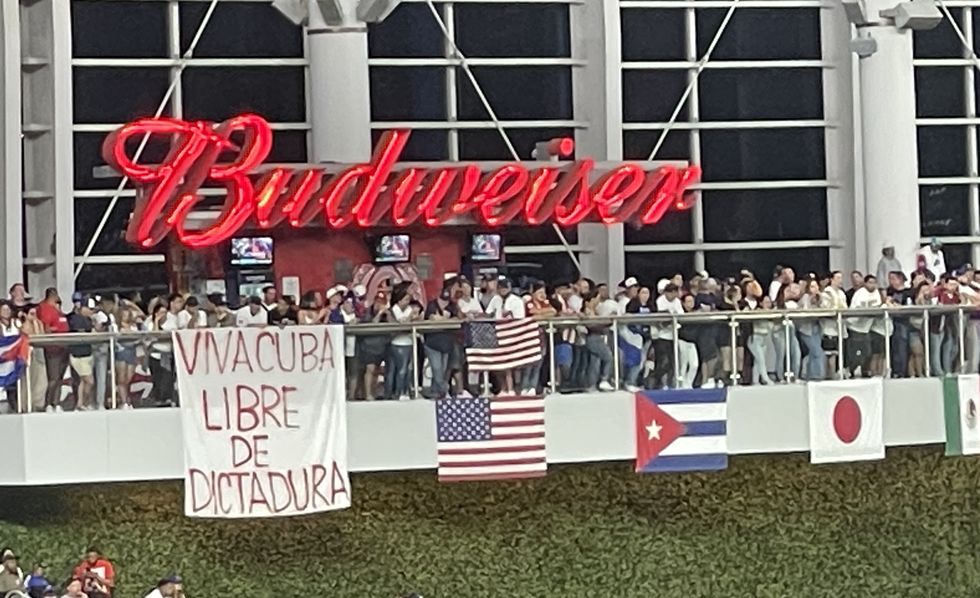 Budweiser
VIVA CUBA
LIBRE
DE
DICTADURA